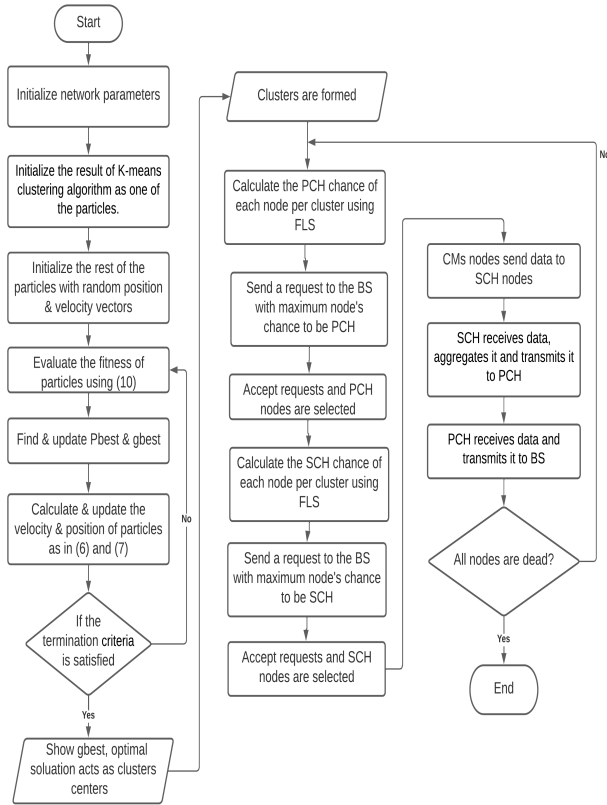 Start
Initialize network parameters
Initialize the result of K-means
clustering algorithm as one of
the particles.
Initialize the rest of the
particles with random position
& velocity vectors
Evaluate the fitness of
particles using (10)
Find & update Pbest & gbest
Calculate & update the
velocity & position of particles
as in (6) and (7)
No
If the
termination criteria
is satisfied
Yes
Show gbest, optimal
soluation acts as clusters
centers
Clusters are formed
Calculate the PCH chance of
each node per cluster using
FLS
Send a request to the BS
with maximum node's
chance to be PCH
Accept requests and PCH
nodes are selected
Calculate the SCH chance of
each node per cluster using
FLS
Send a request to the BS
with maximum node's chance
to be SCH
Accept requests and SCH
nodes are selected
CMs nodes send data to
SCH nodes
SCH receives data,
aggregates it and transmits it
to PCH
PCH receives data and
transmits it to BS
All nodes are dead?
No
Yes
End